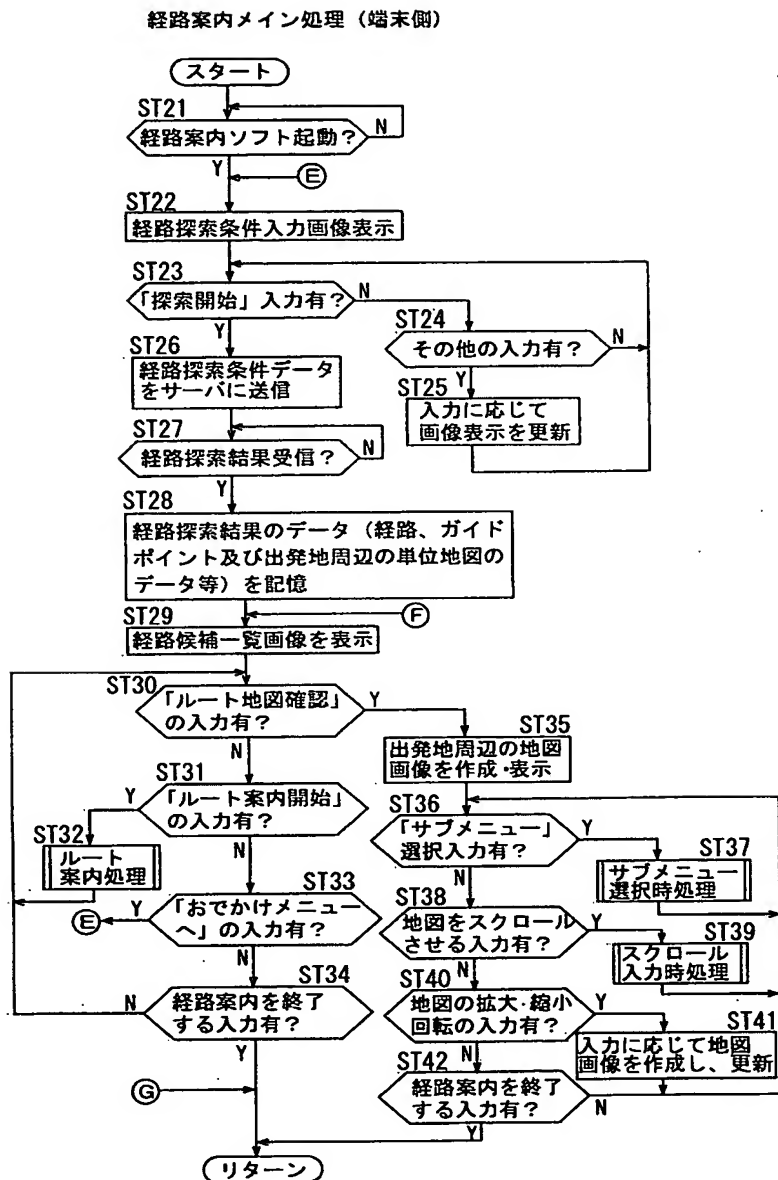 経路案内メイン処理（端末側）
スタート
ST21
経路案内ソフト起動？
N
Y
E
ST22
経路探索条件入力画像表示
ST23
「探索開始」入力有？
N
Y
ST24
その他の入力有？
N
Y
ST25
入力に応じて
画像表示を更新
ST26
経路探索条件データ
をサーバに送信
ST27
経路探索結果受信？
N
Y
ST28
経路探索結果のデータ（経路、ガイド
ポイント及び出発地周辺の単位地図の
データ等）を記憶
F
ST29
経路候補一覧画像を表示
ST30
「ルート地図確認」
の入力有？
Y
N
ST31
「ルート案内開始」
の入力有？
Y
N
ST32
ルート
案内処理
ST33
「おでかけメニュー
へ」の入力有？
Y
E
N
ST34
経路案内を終了
する入力有？
N
Y
G
ST35
出発地周辺の地図
画像を作成・表示
ST36
「サブメニュー」
選択入力有？
Y
N
ST37
サブメニュー
選択時処理
ST38
地図をスクロール
させる入力有？
Y
N
ST39
スクロール
入力時処理
ST40
地図の拡大・縮小
回転の入力有？
Y
N
ST41
入力に応じて地図
画像を作成し、更新
ST42
経路案内を終了
する入力有？
N
Y
リターン